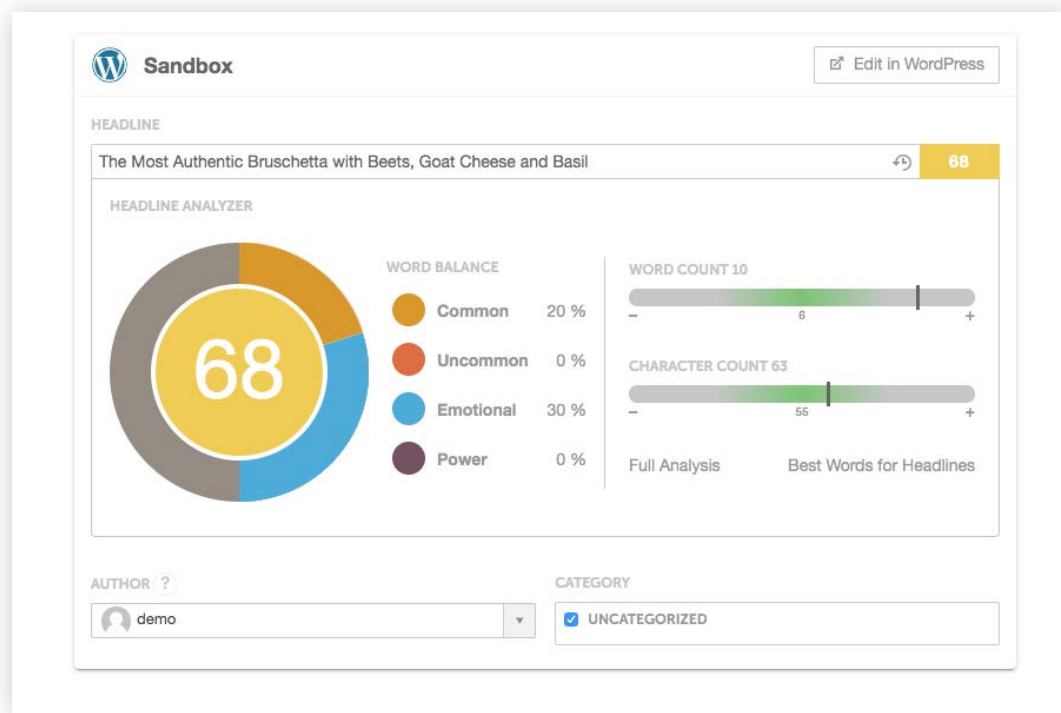 Sandbox
Edit in WordPress
HEADLINE
The Most Authentic Bruschetta with Beets, Goat Cheese and Basil
68
HEADLINE ANALYZER
68
WORD BALANCE
Common 20 %
Uncommon 0 %
Emotional 30 %
Power 0 %
WORD COUNT 10
– 6 +
CHARACTER COUNT 63
– 55 +
Full Analysis
Best Words for Headlines
AUTHOR ?
demo
CATEGORY
UNCATEGORIZED